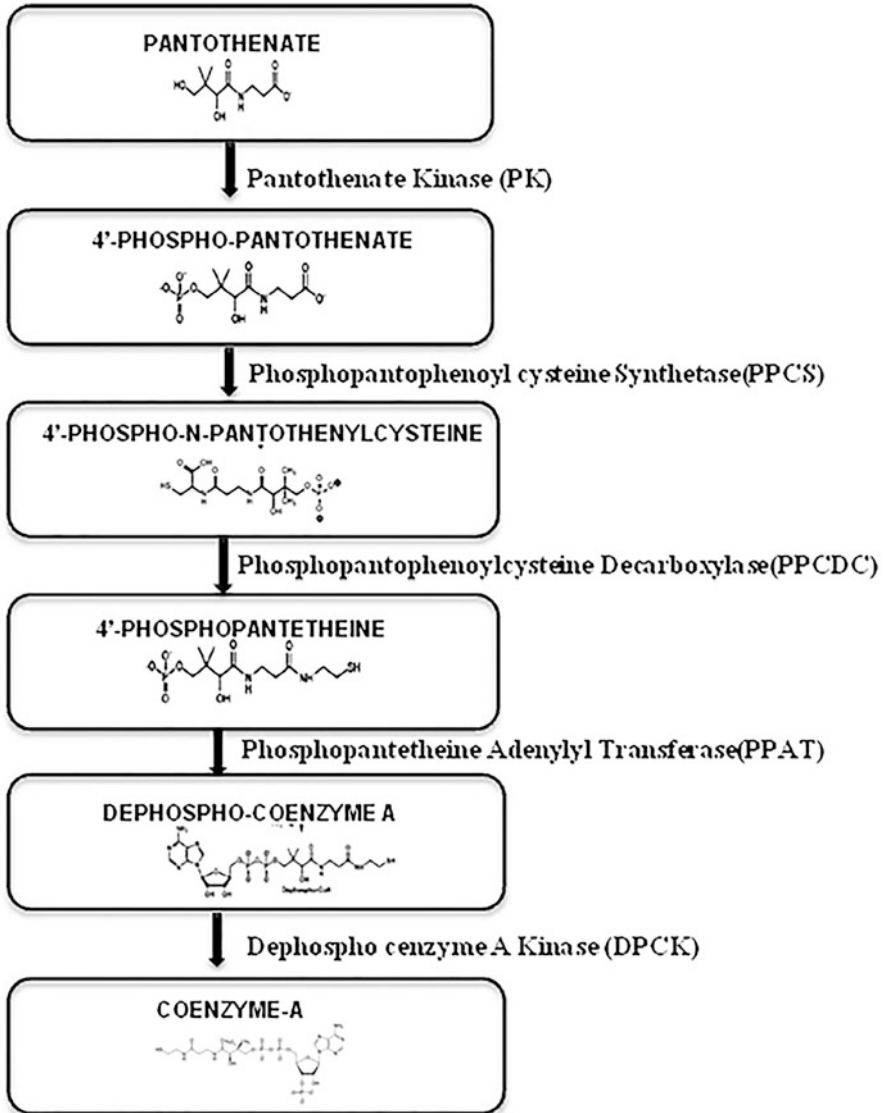 PANTOTHENATE
Pantothenate Kinase (PK)
4'-PHOSPHO-PANTOTHENATE
Phosphopantophenoyl cysteine Synthetase(PPCS)
4'-PHOSPHO-N-PANTOTHENYLCYSTEINE
Phosphopantophenoylcysteine Decarboxylase(PPCDC)
4'-PHOSPHOPANTETHEINE
Phosphopantetheine Adenylyl Transferase(PPAT)
DEPHOSPHO-COENZYME A
Dephospho cenzyme A Kinase (DPCK)
COENZYME-A